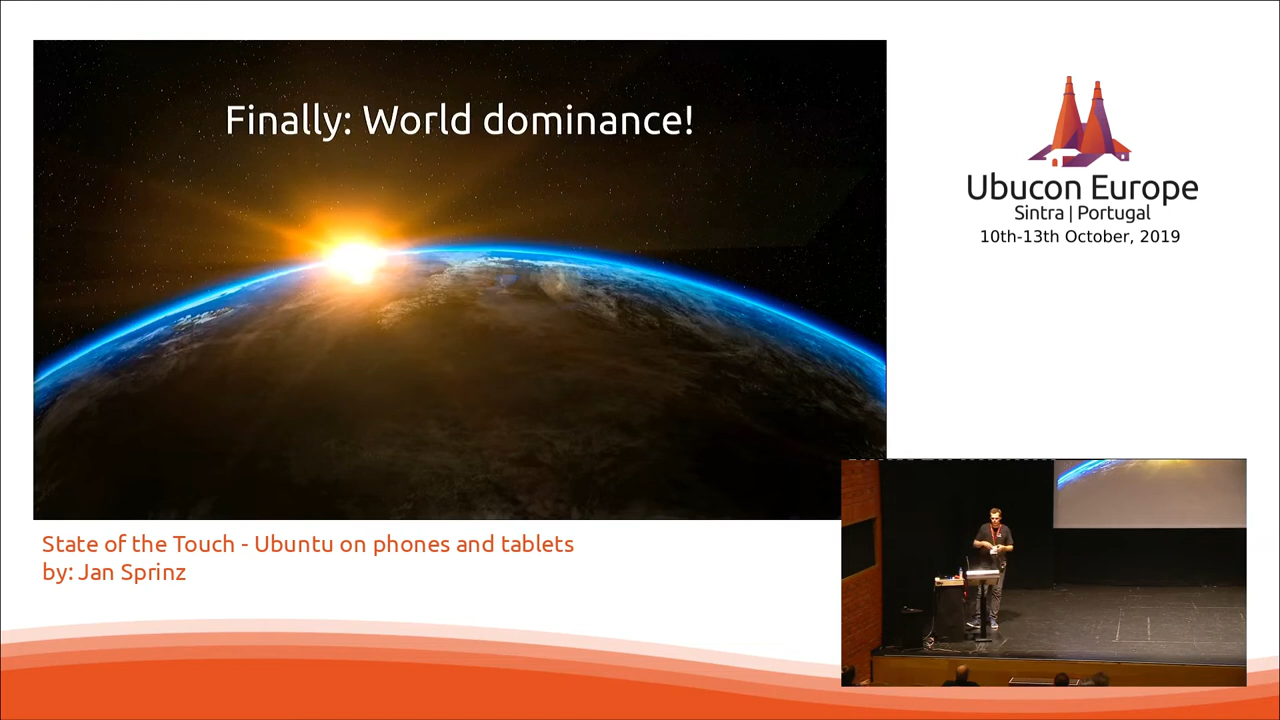 Finally: World dominance!
Ubucon Europe
Sintra | Portugal
10th-13th October, 2019
State of the Touch - Ubuntu on phones and tablets
by: Jan Sprinz